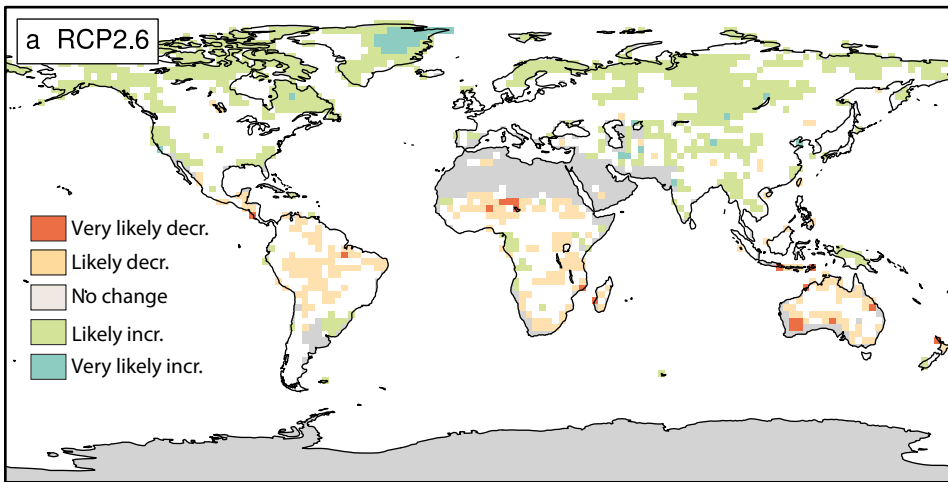 a RCP2.6
Very likely decr.
Likely decr.
No change
Likely incr.
Very likely incr.